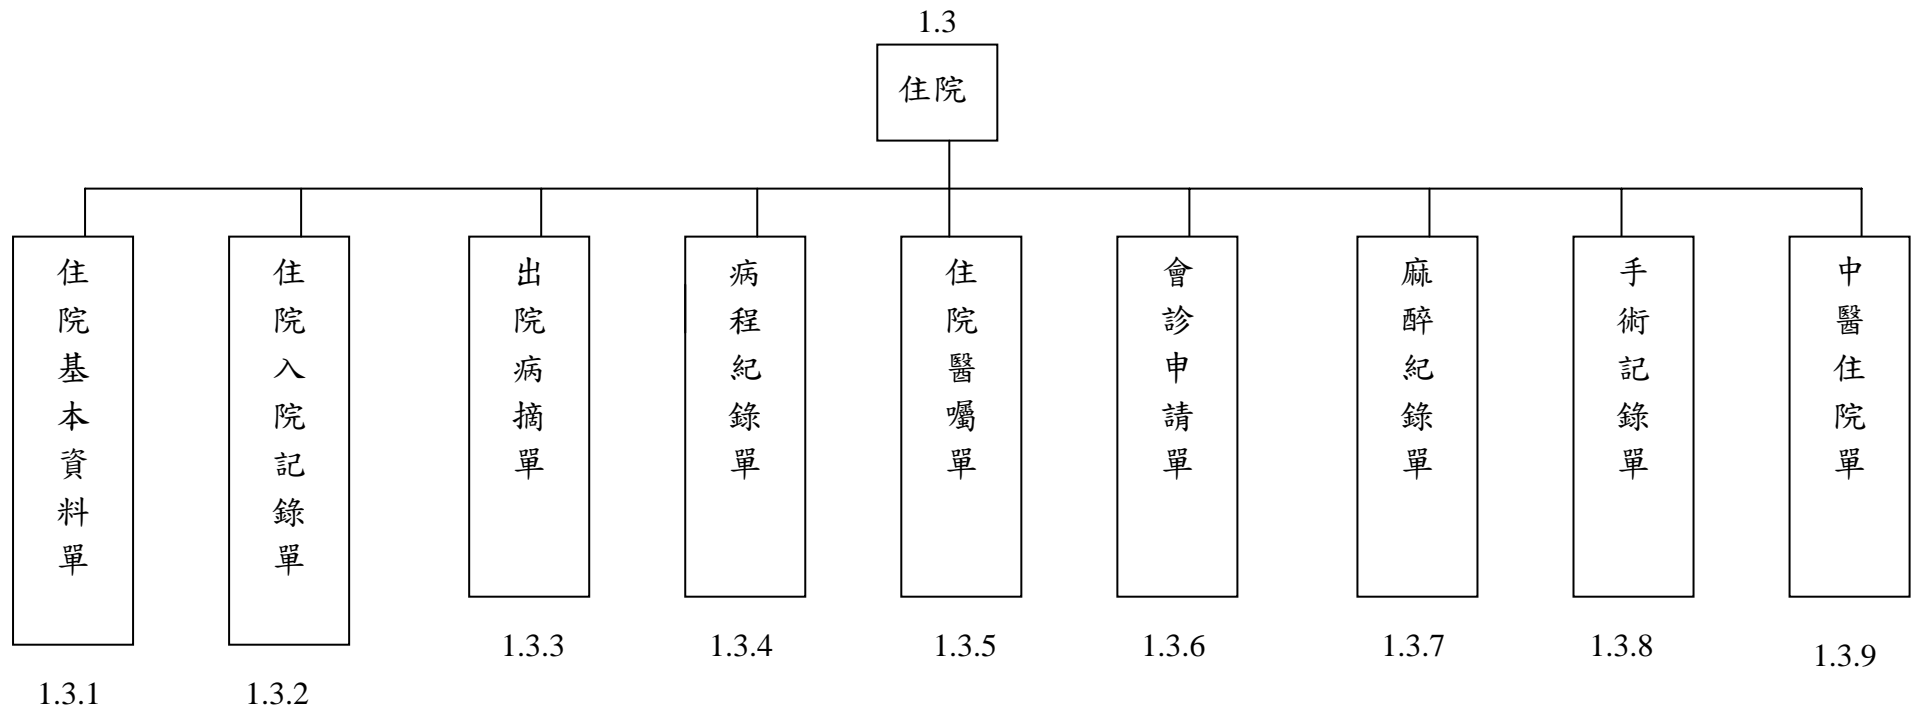 1.3
住院
住院基本資料單
住院入院記錄單
出院病摘單
病程紀錄單
住院醫囑單
會診申請單
麻醉紀錄單
手術記錄單
中醫住院單
1.3.1
1.3.2
1.3.3
1.3.4
1.3.5
1.3.6
1.3.7
1.3.8
1.3.9